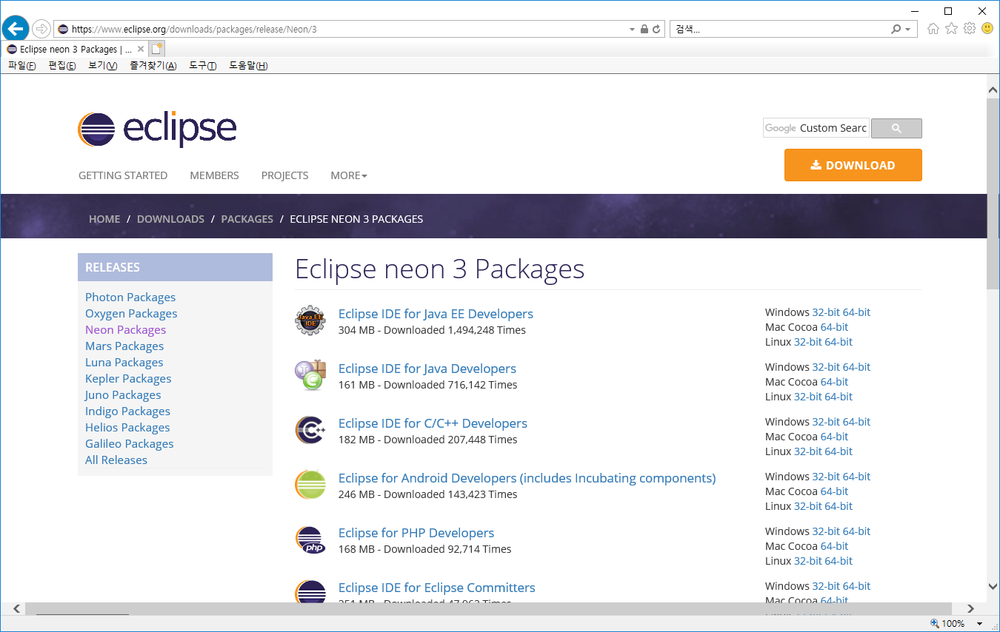 https://www.eclipse.org/downloads/packages/release/Neon/3
검색...
Eclipse neon 3 Packages | ...
파일(F) 편집(E) 보기(V) 즐겨찾기(A) 도구(T) 도움말(H)
eclipse
Google Custom Searc
DOWNLOAD
GETTING STARTED MEMBERS PROJECTS MORE
HOME / DOWNLOADS / PACKAGES / ECLIPSE NEON 3 PACKAGES
RELEASES
Photon Packages
Oxygen Packages
Neon Packages
Mars Packages
Luna Packages
Kepler Packages
Juno Packages
Indigo Packages
Helios Packages
Galileo Packages
All Releases
Eclipse neon 3 Packages
Java EE
IDE
Eclipse IDE for Java EE Developers
304 MB - Downloaded 1,494,248 Times
Windows 32-bit 64-bit
Mac Cocoa 64-bit
Linux 32-bit 64-bit
Eclipse IDE for Java Developers
161 MB - Downloaded 716,142 Times
Windows 32-bit 64-bit
Mac Cocoa 64-bit
Linux 32-bit 64-bit
C++
Eclipse IDE for C/C++ Developers
182 MB - Downloaded 207,448 Times
Windows 32-bit 64-bit
Mac Cocoa 64-bit
Linux 32-bit 64-bit
Eclipse for Android Developers (includes Incubating components)
246 MB - Downloaded 143,423 Times
Windows 32-bit 64-bit
Mac Cocoa 64-bit
Linux 32-bit 64-bit
php
Eclipse for PHP Developers
168 MB - Downloaded 92,714 Times
Windows 32-bit 64-bit
Mac Cocoa 64-bit
Linux 32-bit 64-bit
Eclipse IDE for Eclipse Committers
Windows 32-bit 64-bit
Mac Cocoa 64-bit
100%